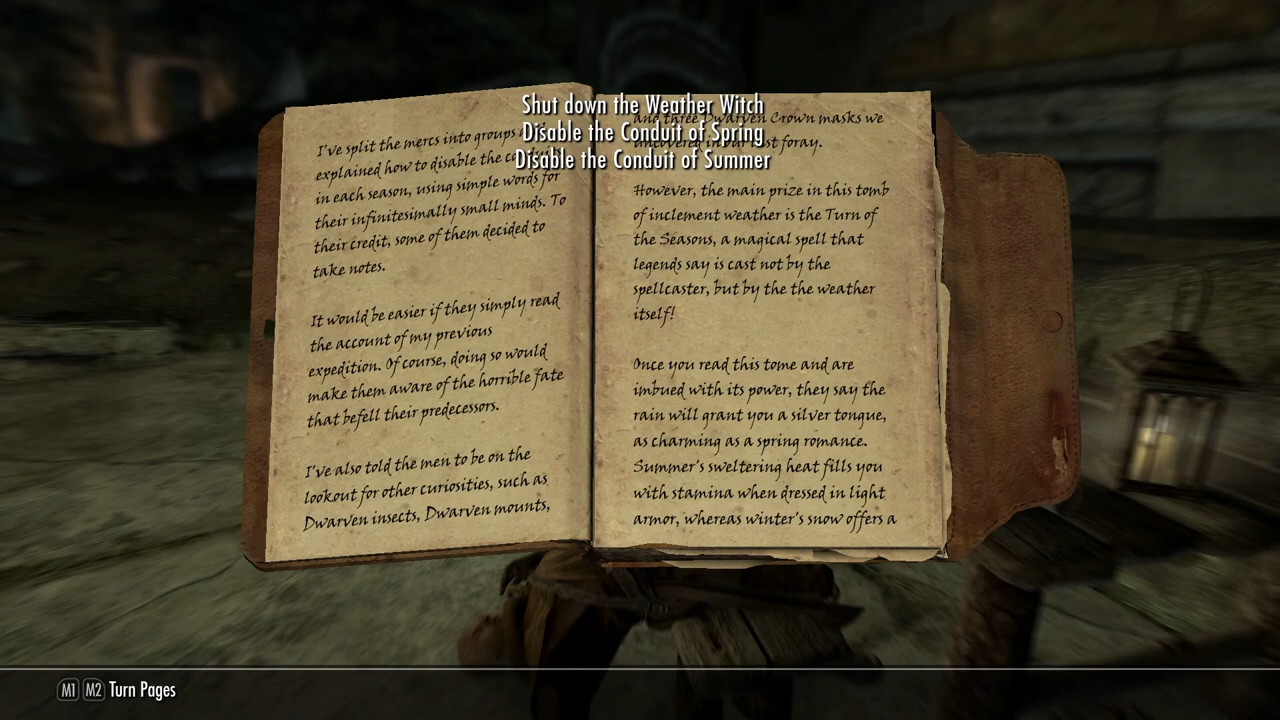 Shut down the Weather Witch
Disable the Conduit of Spring
Disable the Conduit of Summer
I've split the mercs into groups
explained how to disable the
in each season, using simple words for
their infinitesimally small minds. To
their credit, some of them decided to
take notes.
It would be easier if they simply read
the account of my previous
expedition. Of course, doing so would
make them aware of the horrible fate
that befell their predecessors.
I've also told the men to be on the
lookout for other curiosities, such as
Dwarven insects, Dwarven mounts,
and three Dwarven Crown masks we
uncovered in our last foray.
However, the main prize in this tomb
of inclement weather is the Turn of
the Seasons, a magical spell that
legends say is cast not by the
spellcaster, but by the the weather
itself!
Once you read this tome and are
imbued with its power, they say the
rain will grant you a silver tongue,
as charming as a spring romance.
Summer's sweltering heat fills you
with stamina when dressed in light
armor, whereas winter's snow offers a
M1 M2 Turn Pages